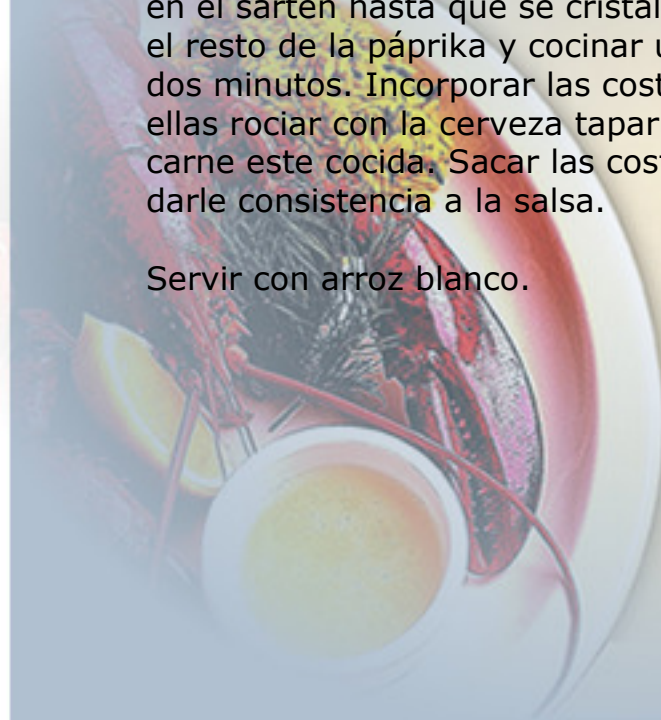 en el sartén hasta que se cristal
el resto de la páprika y cocinar
dos minutos. Incorporar las cost
ellas rociar con la cerveza tapar
carne este cocida. Sacar las cost
darle consistencia a la salsa.
Servir con arroz blanco.